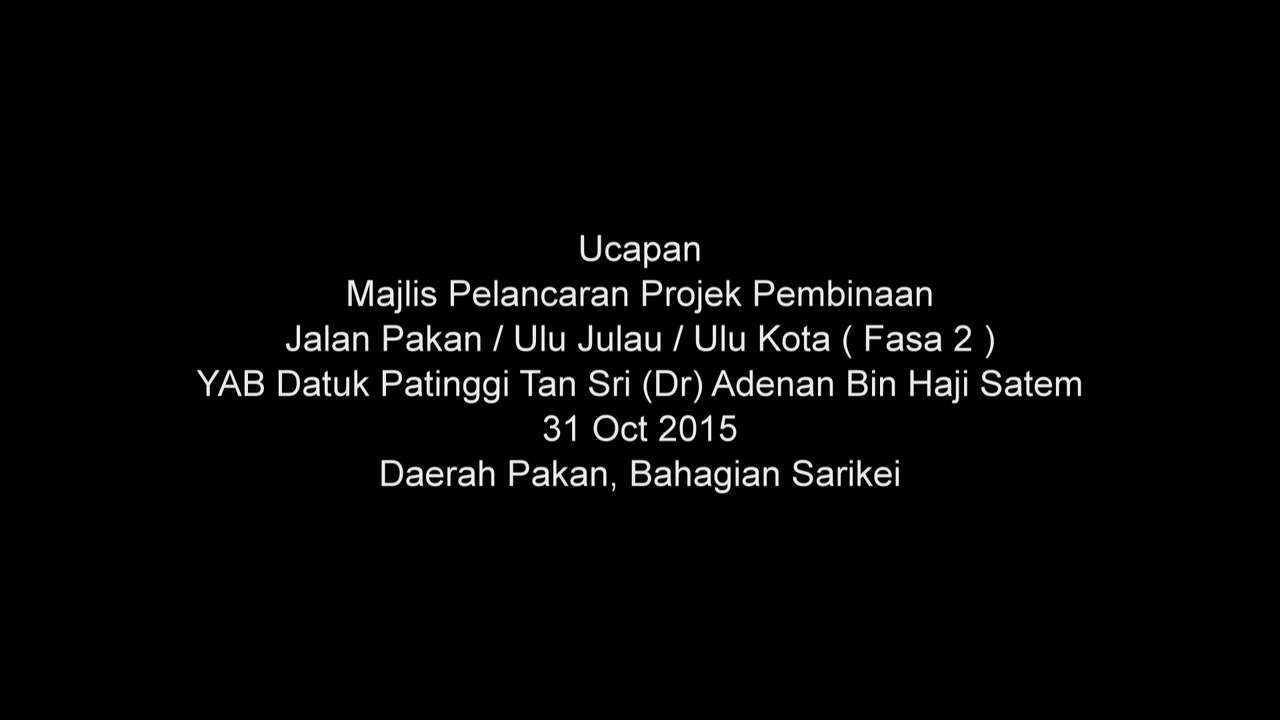 Ucapan
Majlis Pelancaran Projek Pembinaan
Jalan Pakan / Ulu Julau / Ulu Kota ( Fasa 2 )
YAB Datuk Patinggi Tan Sri (Dr) Adenan Bin Haji Satem
31 Oct 2015
Daerah Pakan, Bahagian Sarikei